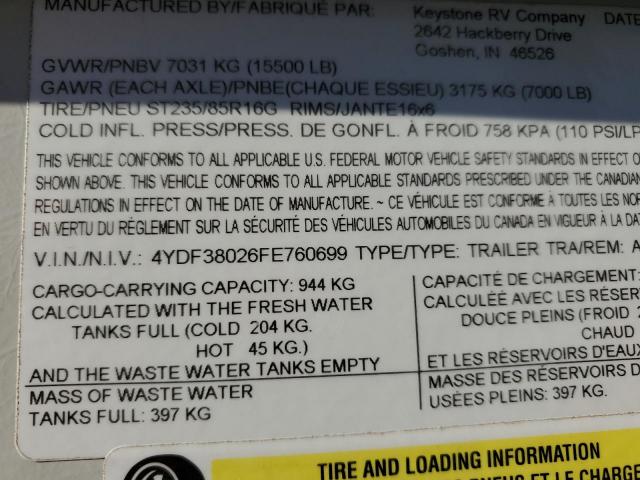 MANUFACTURED BY/FABRIQUÉ PAR: Keystone RV Company DATE
2642 Hackberry Drive
Goshen, IN 46526
GVWR/PNBV 7031 KG (15500 LB)
GAWR (EACH AXLE)/PNBE(CHAQUE ESSIEU) 3175 KG (7000 LB)
TIRE/PNEU ST235/85R16G RIMS/JANTE16x6
COLD INFL. PRESS/PRESS. DE GONFL. À FROID 758 KPA (110 PSI/LP
THIS VEHICLE CONFORMS TO ALL APPLICABLE U.S. FEDERAL MOTOR VEHICLE SAFETY STANDARDS IN EFFECT O
SHOWN ABOVE. THIS VEHICLE CONFORMS TO ALL APPLICABLE STANDARDS PRESCRIBED UNDER THE CANADIAN
REGULATIONS IN EFFECT ON THE DATE OF MANUFACTURE. ~ CE VÉHICULE EST CONFORME À TOUTES LES NOR
EN VERTU DU RÉGLEMENT SUR LA SÉCURITÉ DES VÉHICULES AUTOMOBILES DU CANADA EN VIGUEUR À LA DAT
V.I.N./N.I.V.: 4YDF38026FE760699 TYPE/TYPE: TRAILER TRA/REM: A
CARGO-CARRYING CAPACITY: 944 KG
CALCULATED WITH THE FRESH WATER
TANKS FULL (COLD 204 KG.
HOT 45 KG.)
AND THE WASTE WATER TANKS EMPTY
MASS OF WASTE WATER
TANKS FULL: 397 KG
CAPACITÉ DE CHARGEMENT:
CALCULÉE AVEC LES RÉSER
DOUCE PLEINS (FROID 2
CHAUD
ET LES RÉSERVOIRS D'EAUX
MASSE DES RÉSERVOIRS D
USÉES PLEINS: 397 KG.
TIRE AND LOADING INFORMATION
PNEUS ET LE CHARGE